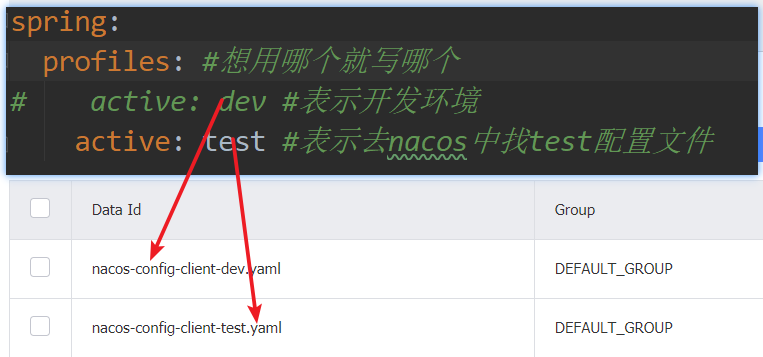 spring:
profiles: #想用哪个就写哪个
# active: dev #表示开发环境
active: test #表示去nacos中找test配置文件
Data Id Group
nacos-config-client-dev.yaml DEFAULT_GROUP
nacos-config-client-test.yaml DEFAULT_GROUP